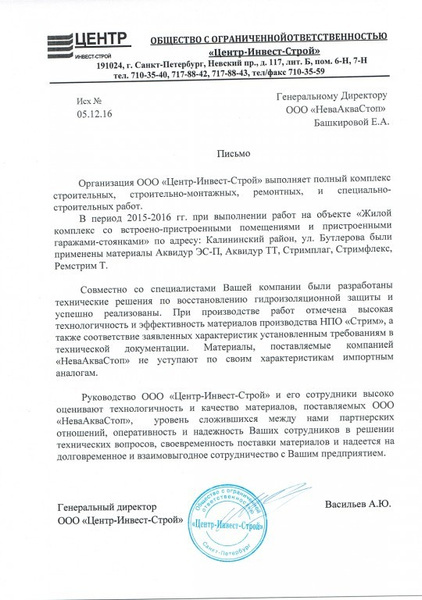 ЦЕНТР
ИНВЕСТ-СТРОЙ
ОБЩЕСТВО С ОГРАНИЧЕННОЙОТВЕТСТВЕННОСТЬЮ
«Центр-Инвест-Строй»
191024, г. Санкт-Петербург, Невский пр., д. 117, лит. Б, пом. 6-Н, 7-Н
тел. 710-35-40, 717-88-42, 717-88-43, тел/факс 710-35-59
Исх №
05.12.16
Генеральному Директору
ООО «НеваАкваСтоп»
Башкировой Е.А.
Письмо
Организация ООО «Центр-Инвест-Строй» выполняет полный комплекс
строительных, строительно-монтажных, ремонтных, и специально-
строительных работ.
В период 2015-2016 гг. при выполнении работ на объекте «Жилой
комплекс со встроено-пристроенными помещениями и пристроенными
гаражами-стоянками» по адресу: Калининский район, ул. Бутлерова были
применены материалы Аквидур ЭС-П, Аквидур ТТ, Стримплаг, Стримфлекс,
Ремстрим Т.
Совместно со специалистами Вашей компании были разработаны
технические решения по восстановлению гидроизоляционной защиты и
успешно реализованы. При производстве работ отмечена высокая
технологичность и эффективность материалов производства НПО «Стрим», а
также соответствие заявленных характеристик установленным требованиям в
технической документации. Материалы, поставляемые компанией
«НеваАкваСтоп» не уступают по своим характеристикам импортным
аналогам.
Руководство ООО «Центр-Инвест-Строй» и его сотрудники высоко
оценивают технологичность и качество материалов, поставляемых ООО
«НеваАкваСтоп», уровень сложившихся между нами партнерских
отношений, оперативность и надежность Ваших сотрудников в решении
технических вопросов, своевременность поставки материалов и надеется на
долговременное и взаимовыгодное сотрудничество с Вашим предприятием.
Генеральный директор
ООО «Центр-Инвест-Строй»
Васильев А.Ю.
Общество с ограниченной
ответственностью
«Центр-Инвест-Строй»
Санкт-Петербург